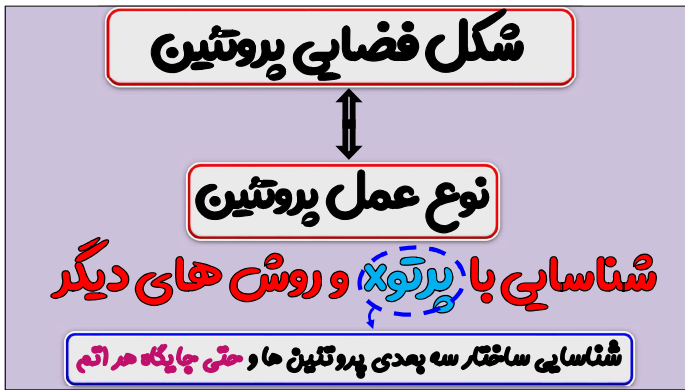 شکل فضایی پروتئین
نوع عمل پروتئین
شناسایی با پرتوx و روش های دیگر
شناسایی ساختار سه بعدی پروتئین ها و حتی جایگاه هر اتم